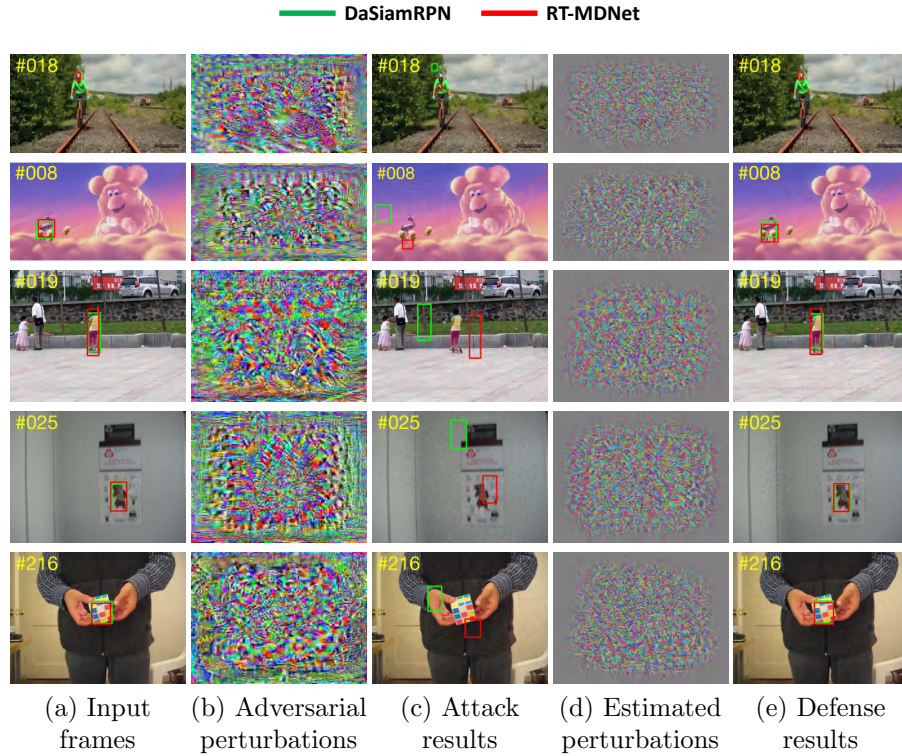 DaSiamRPN RT-MDNet
#018 #018 #018
#008 #008 #008
#019 #019 #019
#025 #025 #025
#216 #216 #216
(a) Input (b) Adversarial (c) Attack (d) Estimated (e) Defense
frames perturbations results perturbations results